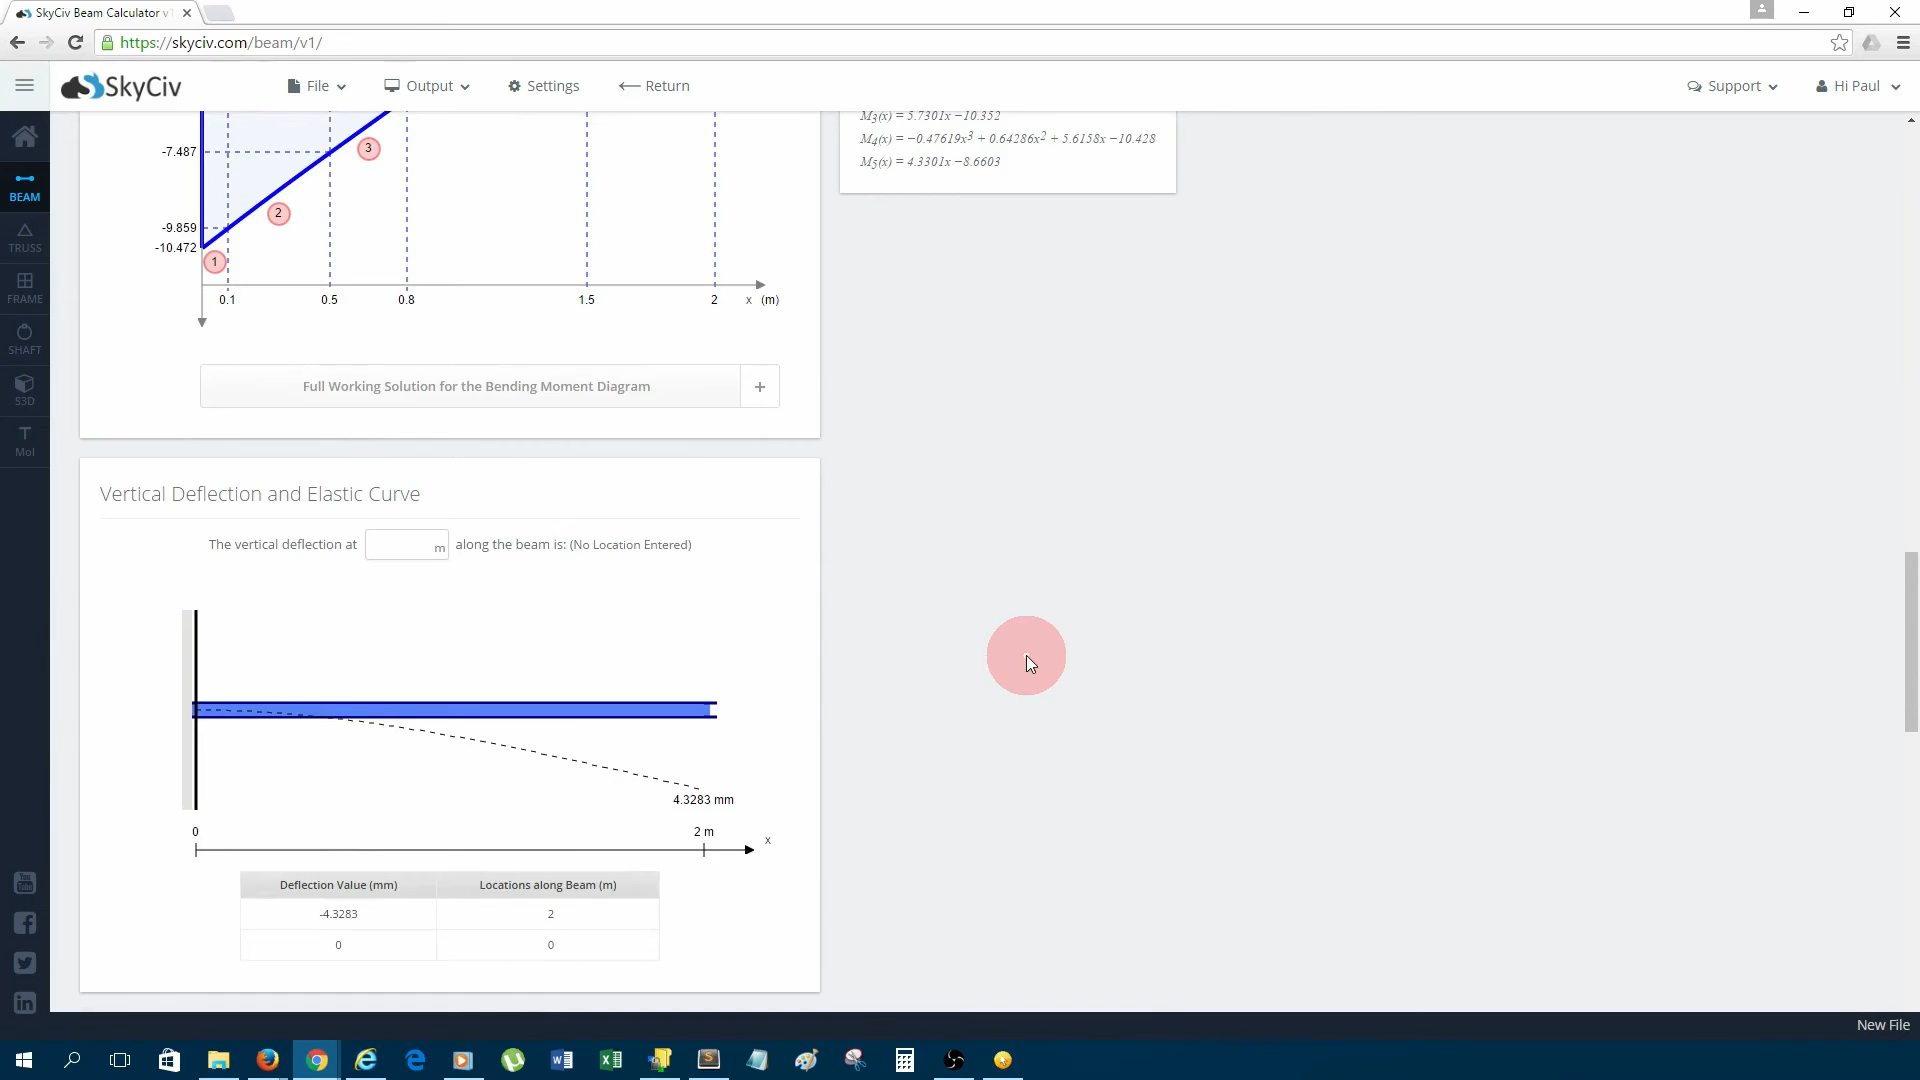 SkyCiv Beam Calculator v
https://skyciv.com/beam/v1/
SkyCiv
File
Output
Settings
Return
Support
Hi Paul
BEAM
TRUSS
FRAME
SHAFT
S3D
MoI
-7.487
-9.859
-10.472
1
2
3
0.1
0.5
0.8
1.5
2
x (m)
M3(x) = 5.7301x −10.352
M4(x) = −0.47619x³ + 0.64286x² + 5.6158x −10.428
M5(x) = 4.3301x −8.6603
Full Working Solution for the Bending Moment Diagram
+
Vertical Deflection and Elastic Curve
The vertical deflection at m along the beam is: (No Location Entered)
4.3283 mm
0
2 m
x
Deflection Value (mm) Locations along Beam (m)
-4.3283 2
0 0
New File